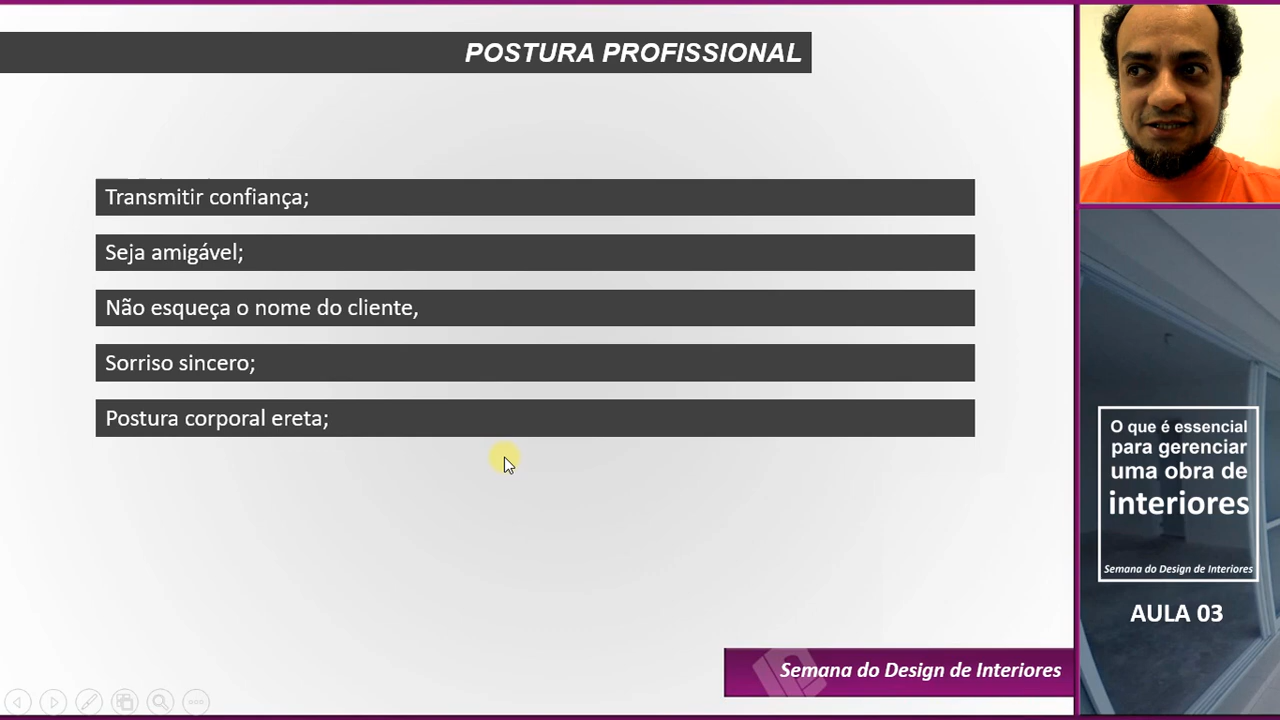 POSTURA PROFISSIONAL
Transmitir confiança;
Seja amigável;
Não esqueça o nome do cliente,
Sorriso sincero;
Postura corporal ereta;
Semana do Design de Interiores
O que é essencial
para gerenciar
uma obra de
interiores
Semana do Design de Interiores
AULA 03